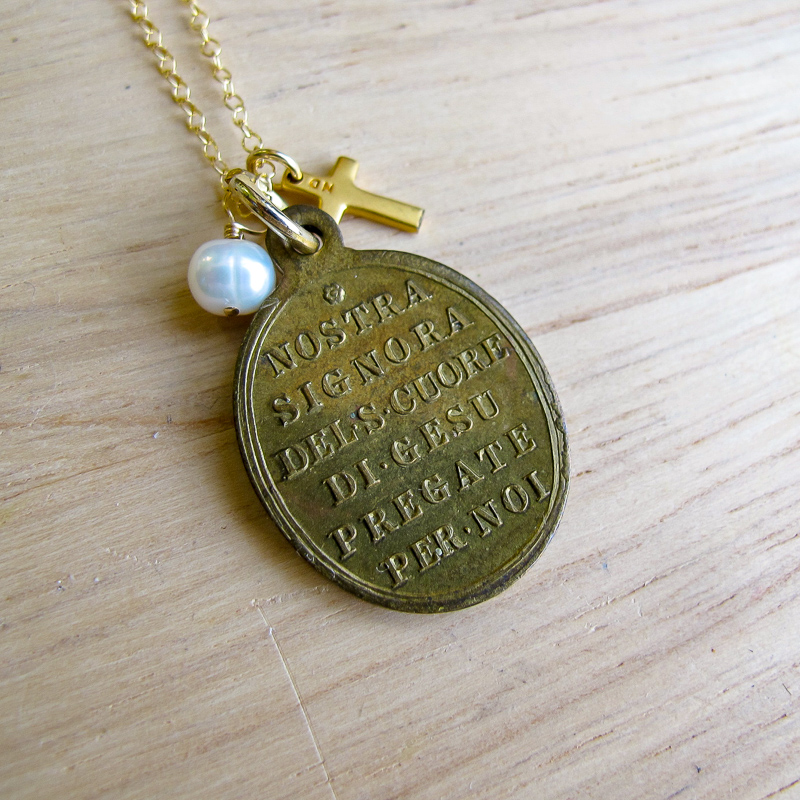 NOSTRA
SIGNORA
DEL·S·CUORE
DI·GESU
PREGATE
PER·NOI